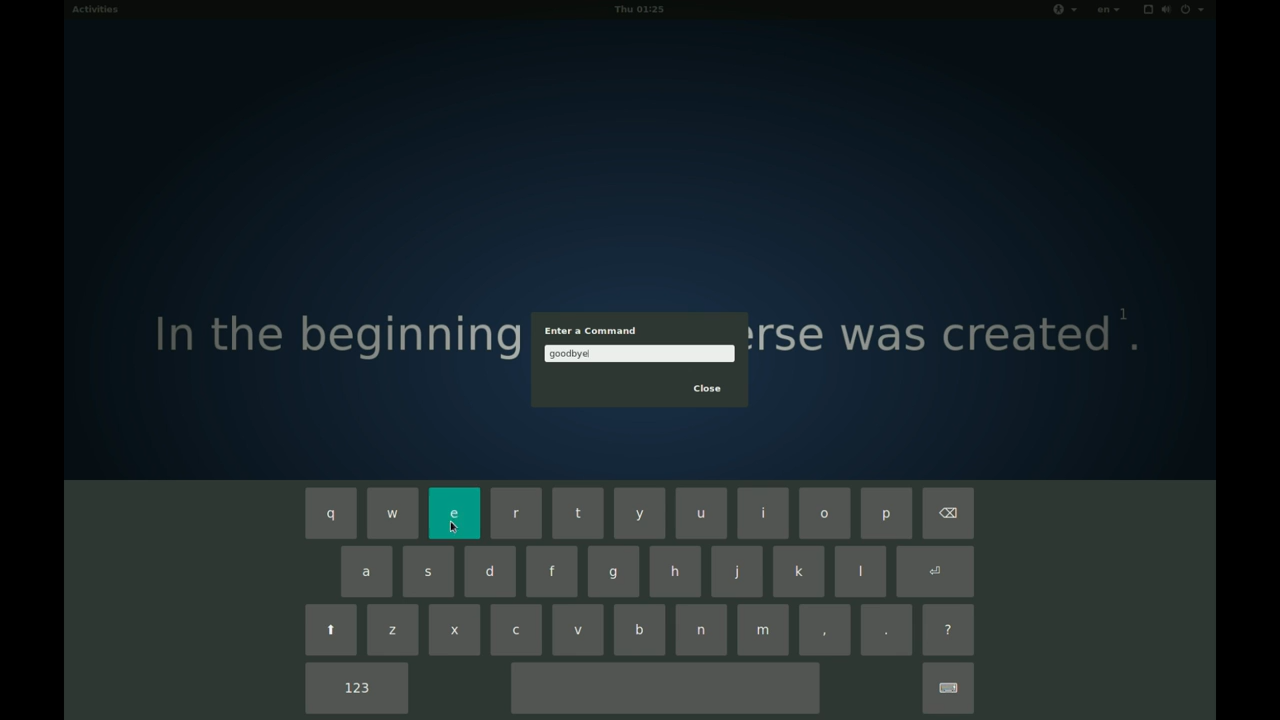 Activities Thu 01:25 en
In the beginning erse was created 1.
Enter a Command
goodbye
Close
q w e r t y u i o p ⌫
a s d f g h j k l ⏎
⬆ z x c v b n m , . ?
123 ⌨